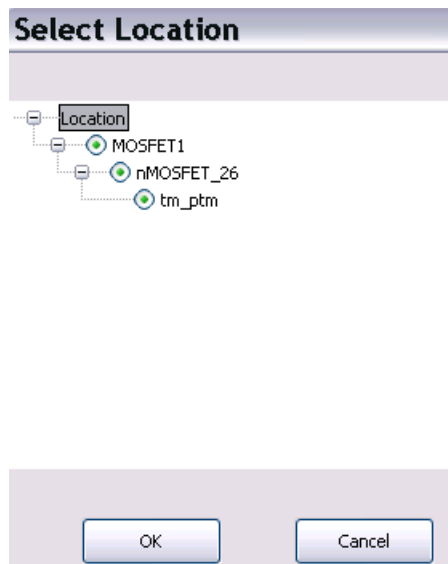 Select Location
Location
MOSFET1
nMOSFET_26
tm_ptm
OK Cancel